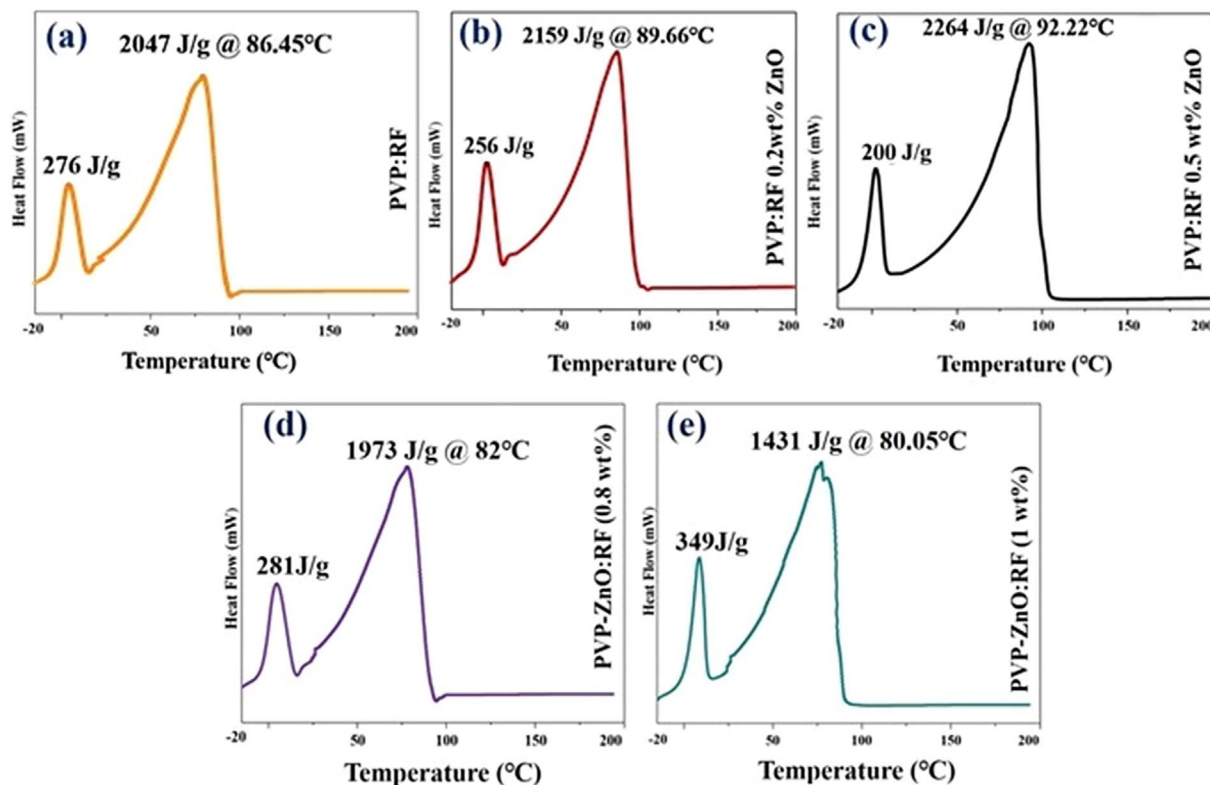 (a)
2047 J/g @ 86.45°C
276 J/g
Heat Flow (mW)
PVP:RF
-20
50
100
150
200
Temperature (°C)
(b)
2159 J/g @ 89.66°C
256 J/g
Heat Flow (mW)
PVP:RF 0.2wt% ZnO
-20
0
50
100
150
200
Temperature (°C)
(c)
2264 J/g @ 92.22°C
200 J/g
Heat Flow (mW)
PVP:RF 0.5 wt% ZnO
-20
0
50
100
150
200
Temperature (°C)
(d)
1973 J/g @ 82°C
281J/g
Heat Flow (mW)
PVP-ZnO:RF (0.8 wt%)
-20
50
100
150
200
Temperature (°C)
(e)
1431 J/g @ 80.05°C
349J/g
Heat Flow (mW)
PVP-ZnO:RF (1 wt%)
-20
0
50
100
150
200
Temperature (°C)